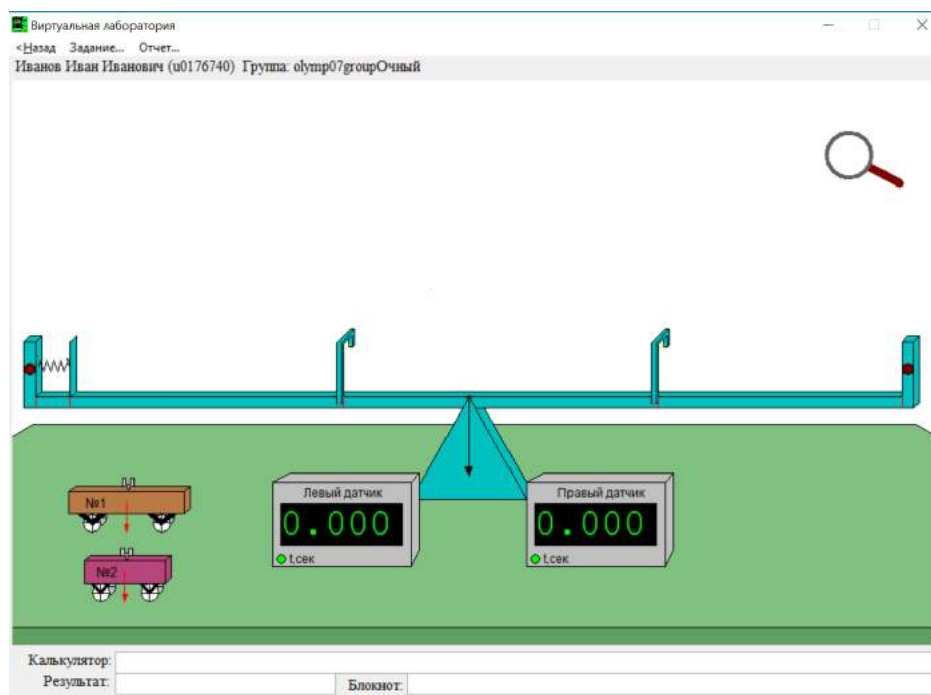 Виртуальная лаборатория
<Назад Задание... Отчет...
Иванов Иван Иванович (u0176740) Группа: olymp07groupОчный
№1
№2
Левый датчик
0.000
t,сек
Правый датчик
0.000
t,сек
Калькулятор:
Результат: Блокнот: